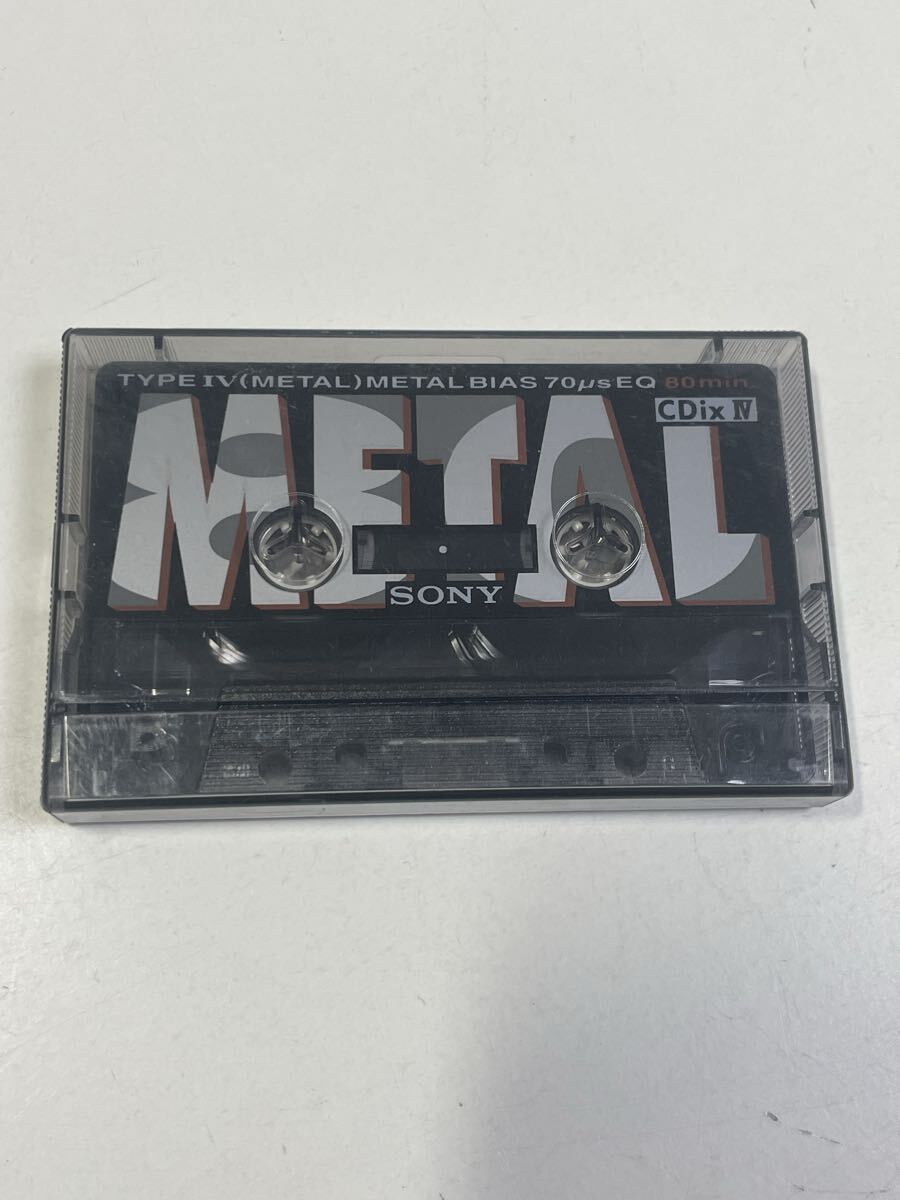 TYPE IV (METAL) METAL BIAS 70μs EQ 80min.
CDix IV
METAL
SONY